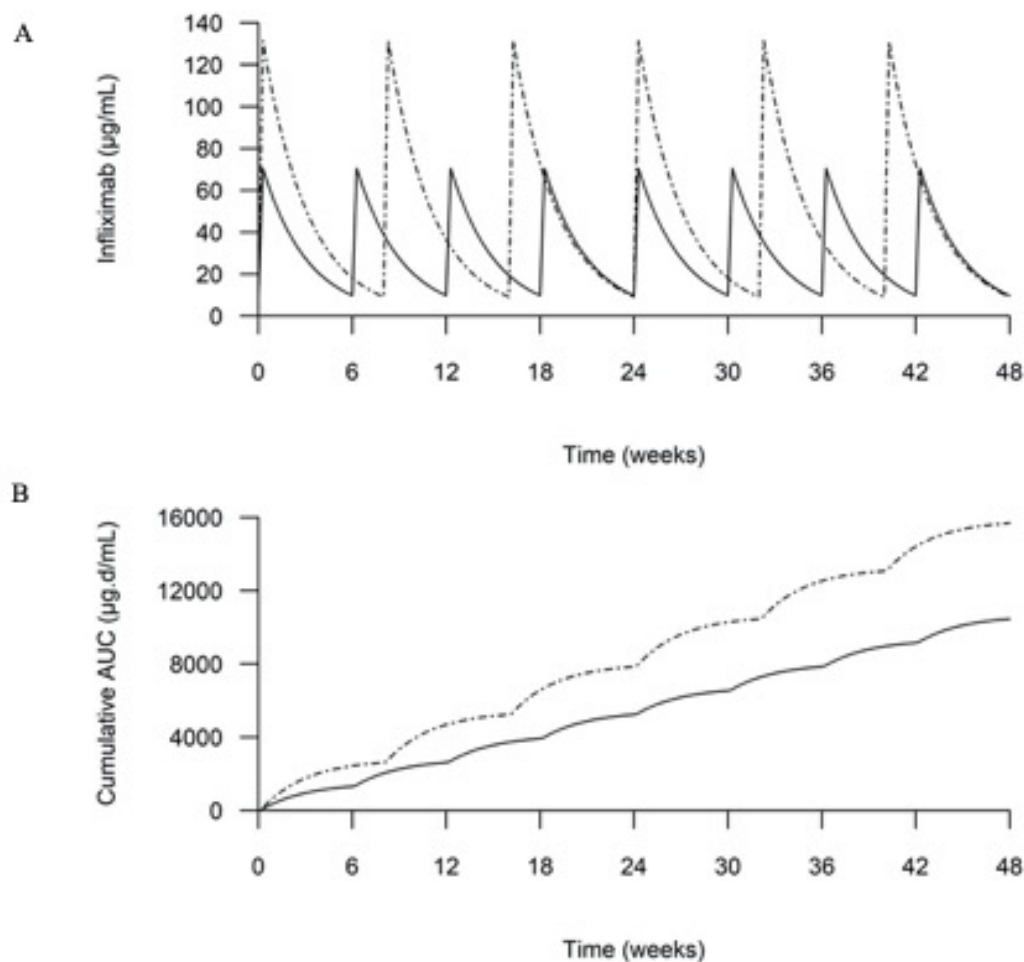 A
Infliximab (µg/mL)
140
120
100
80
60
40
20
0
0 6 12 18 24 30 36 42 48
Time (weeks)
B
Cumulative AUC (µg.d/mL)
16000
12000
8000
4000
0
0 6 12 18 24 30 36 42 48
Time (weeks)